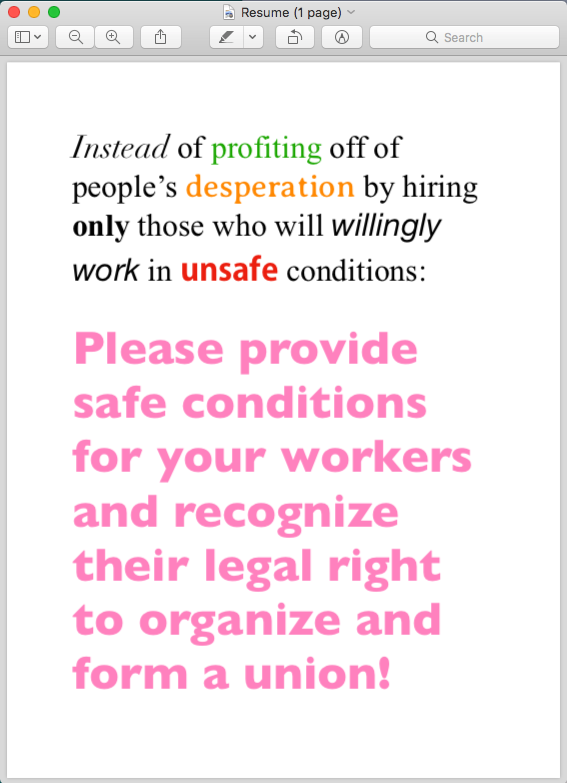 Resume (1 page)
Search
Instead of profiting off of
people’s desperation by hiring
only those who will willingly
work in unsafe conditions:
Please provide
safe conditions
for your workers
and recognize
their legal right
to organize and
form a union!